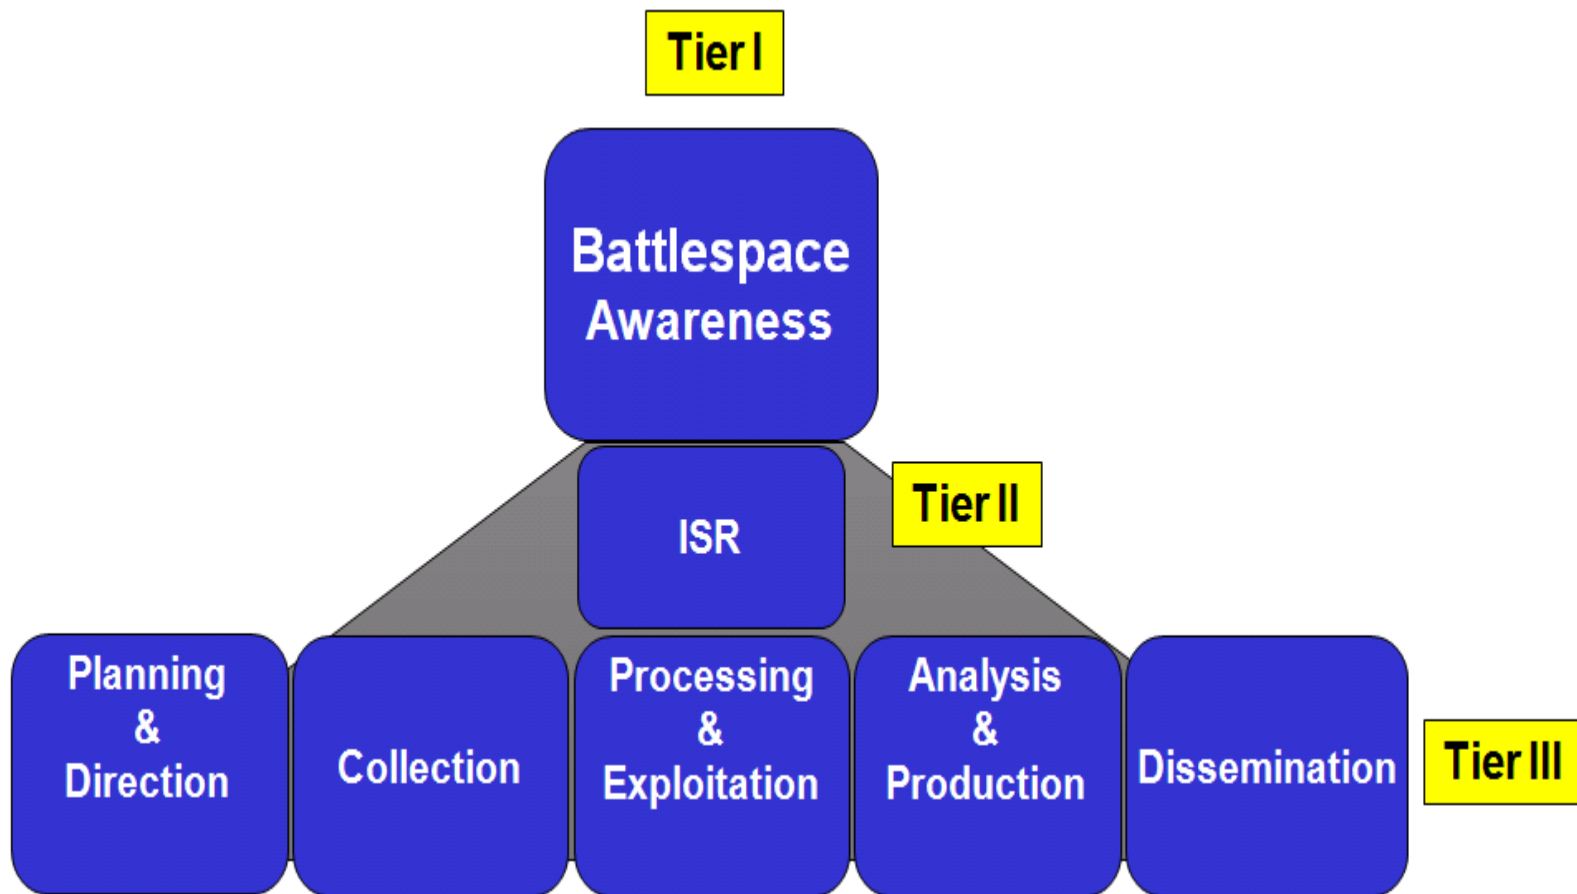 Tier I
Battlespace
Awareness
ISR
Tier II
Planning
&
Direction
Collection
Processing
&
Exploitation
Analysis
&
Production
Dissemination
Tier III